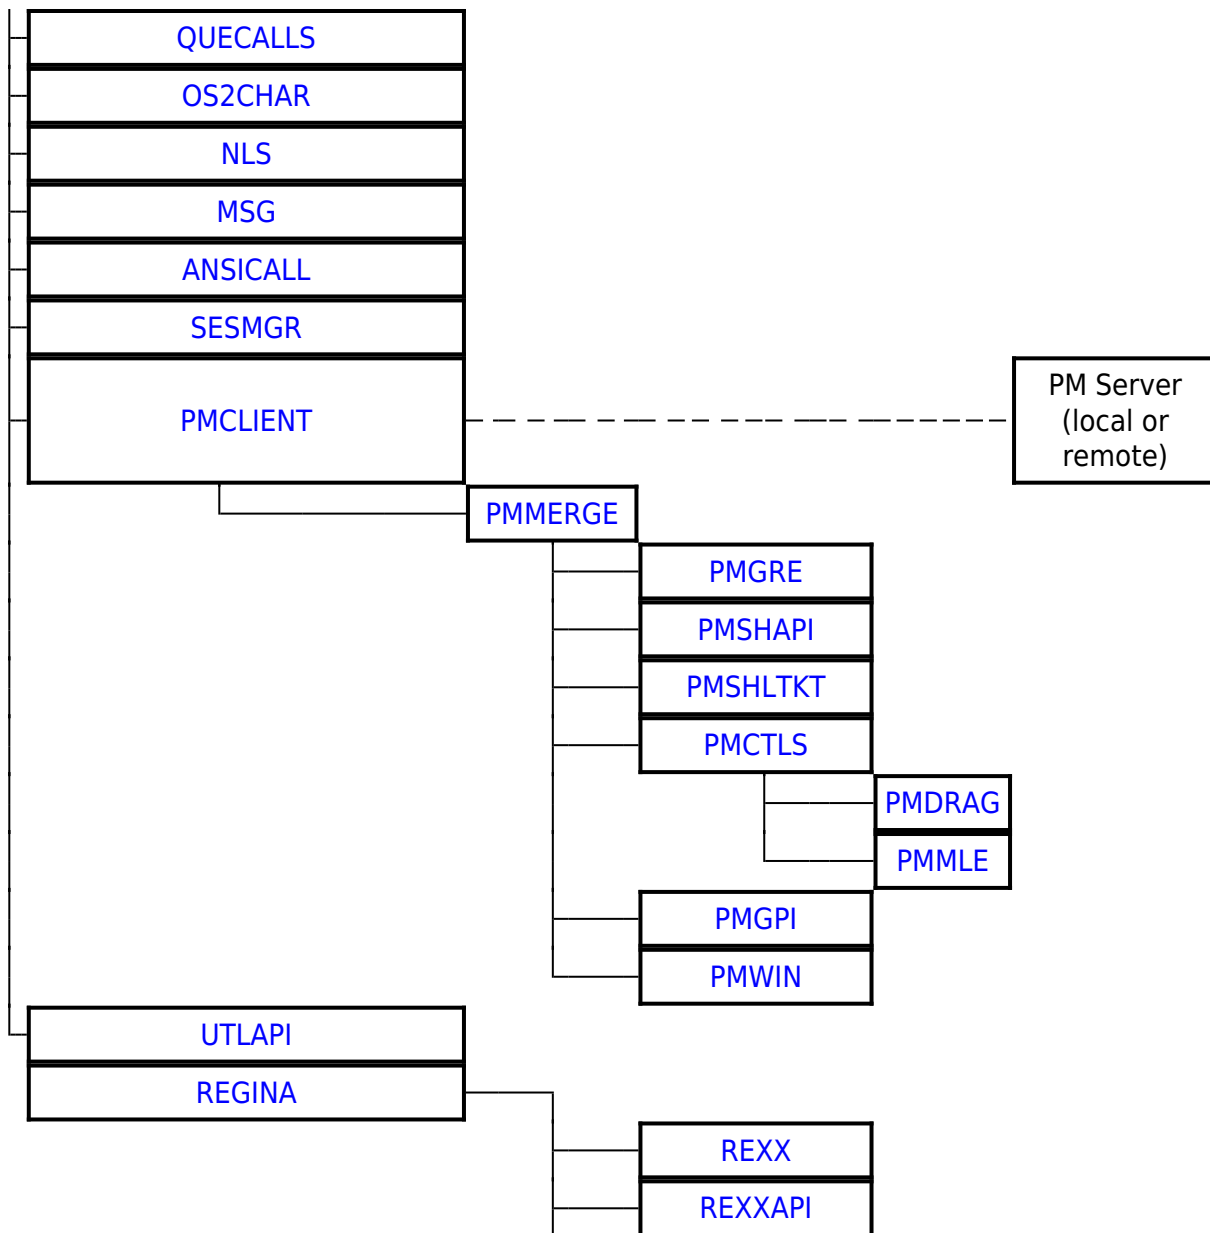 QUECALLS
OS2CHAR
NLS
MSG
ANSICALL
SESMGR
PMCLIENT
PM Server
(local or
remote)
PMMERGE
PMGRE
PMSHAPI
PMSHLTKT
PMCTLS
PMDRAG
PMMLE
PMGPI
PMWIN
UTLAPI
REGINA
REXX
REXXAPI